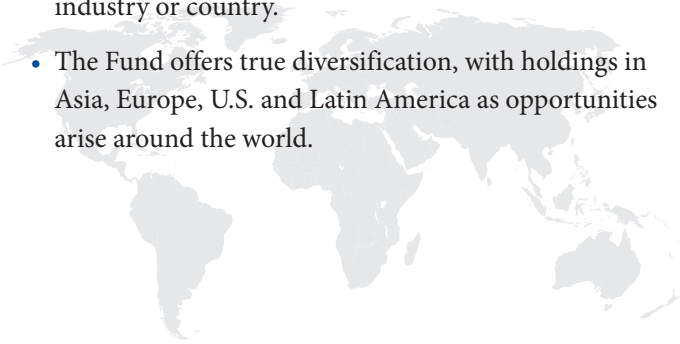 industry or country.
• The Fund offers true diversification, with holdings in
Asia, Europe, U.S. and Latin America as opportunities
arise around the world.